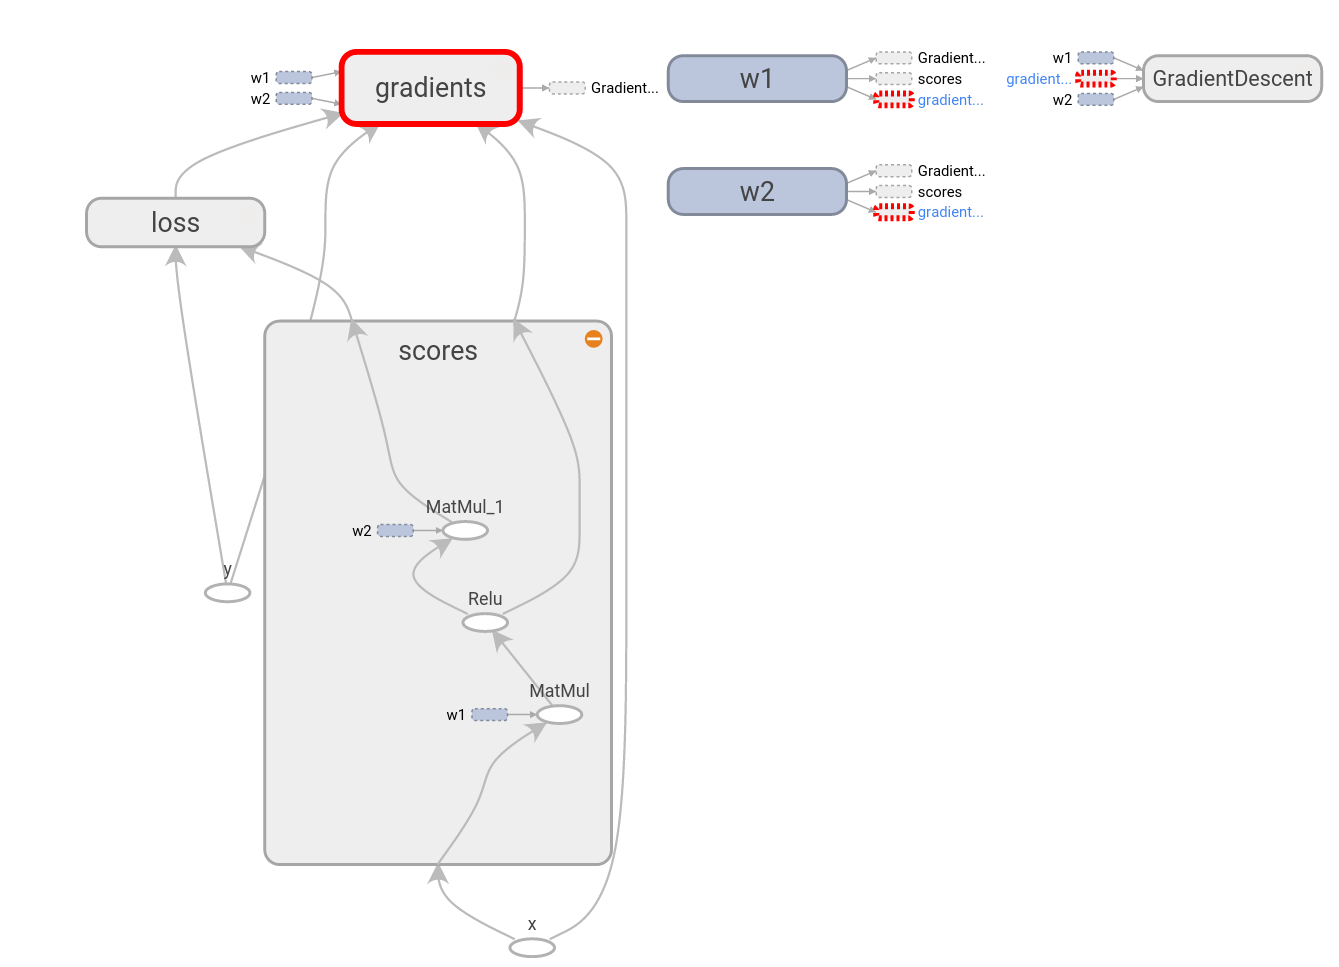 w1
w2
gradients
Gradient...
w1
Gradient...
scores
gradient...
w1
gradient...
w2
GradientDescent
w2
Gradient...
scores
gradient...
loss
scores
MatMul_1
w2
y
Relu
MatMul
w1
x